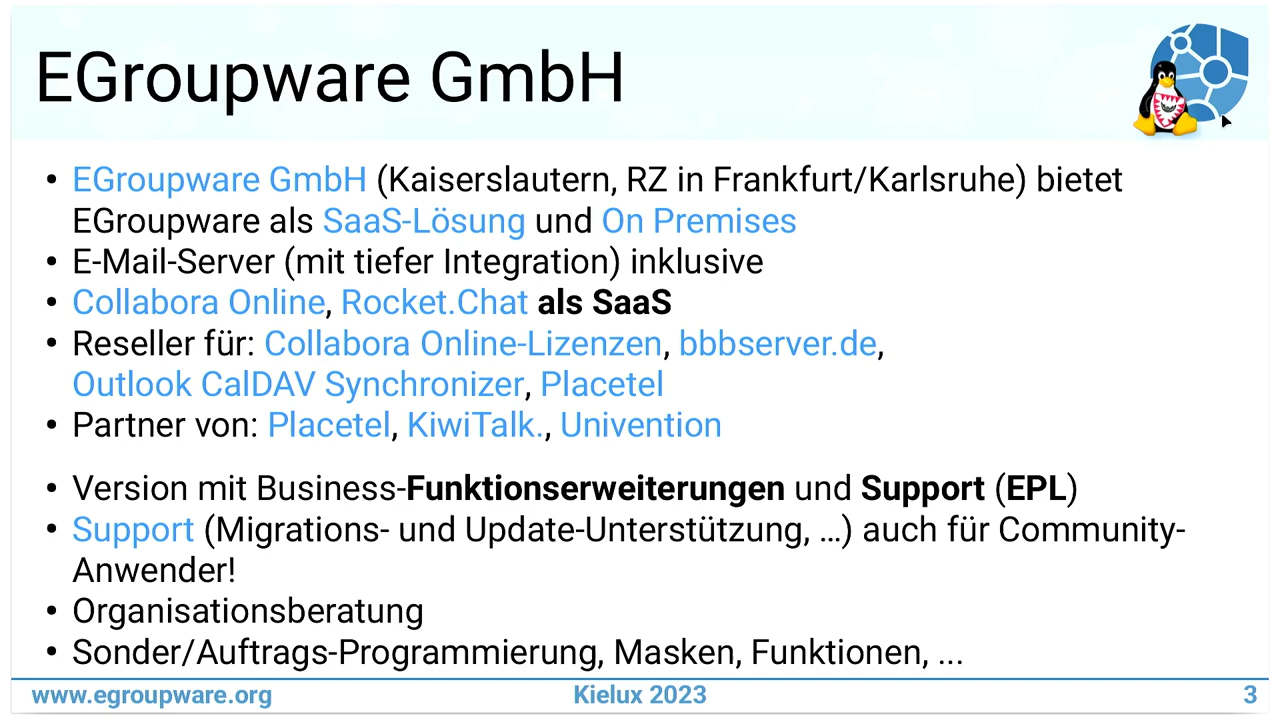 EGroupware GmbH
• EGroupware GmbH (Kaiserslautern, RZ in Frankfurt/Karlsruhe) bietet
EGroupware als SaaS-Lösung und On Premises
• E-Mail-Server (mit tiefer Integration) inklusive
• Collabora Online, Rocket.Chat als SaaS
• Reseller für: Collabora Online-Lizenzen, bbbserver.de,
Outlook CalDAV Synchronizer, Placetel
• Partner von: Placetel, KiwiTalk., Univention
• Version mit Business-Funktionserweiterungen und Support (EPL)
• Support (Migrations- und Update-Unterstützung, …) auch für Community-
Anwender!
• Organisationsberatung
• Sonder/Auftrags-Programmierung, Masken, Funktionen, ...
www.egroupware.org Kielux 2023 3